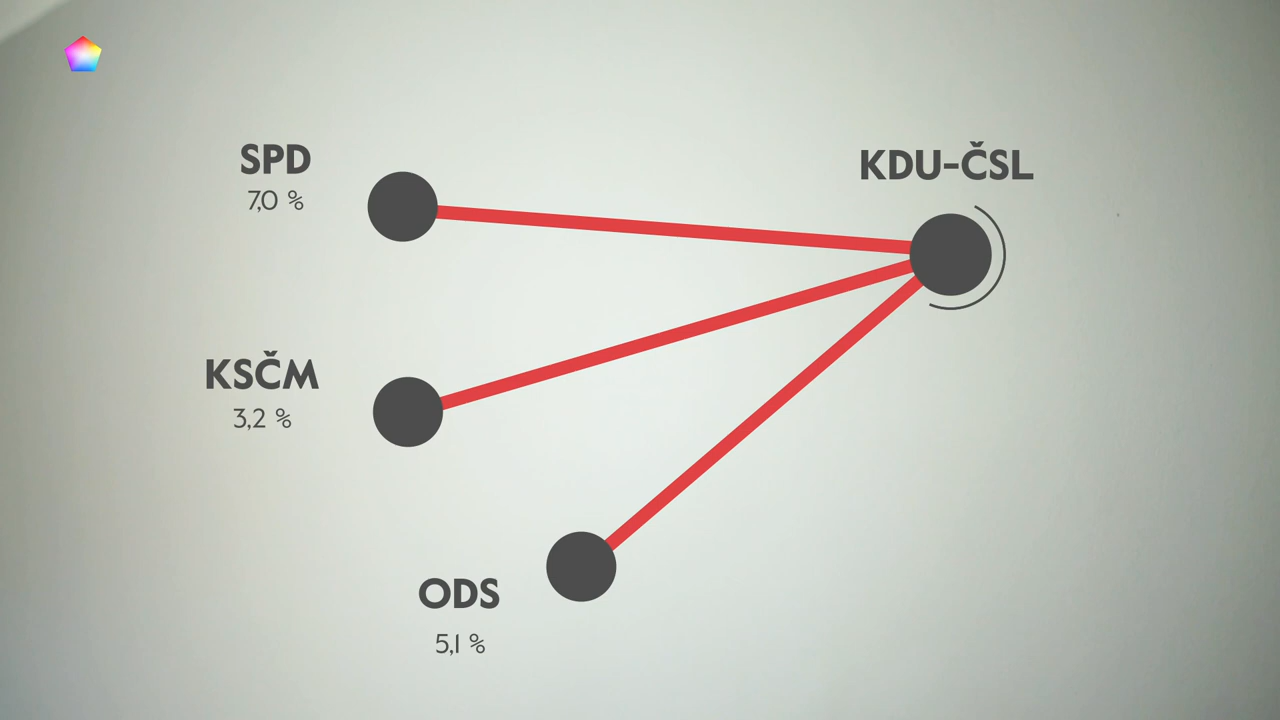 SPD
7,0 %
KDU-ČSL
KSČM
3,2 %
ODS
5,1 %